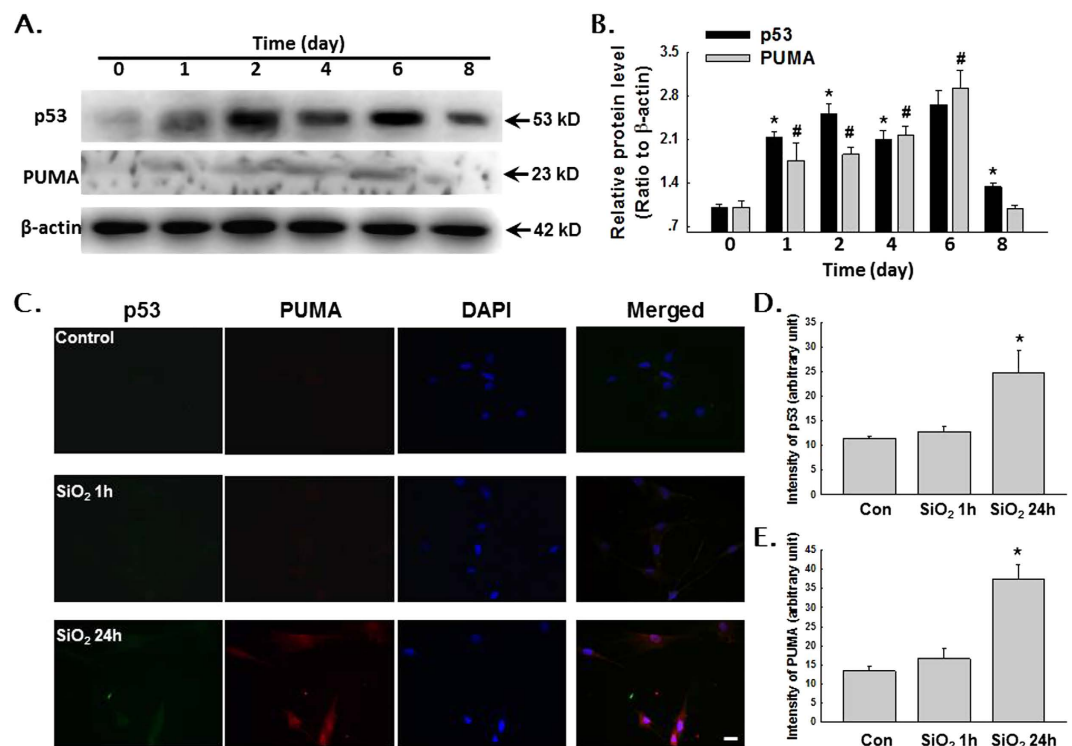 A.
Time (day)
0 1 2 4 6 8
p53
53 kD
PUMA
23 kD
β-actin
42 kD
B.
p53
PUMA
Relative protein level
(Ratio to β-actin)
3.5
2.8
2.1
1.4
.7
* # * # * # # *
0 1 2 4 6 8
Time (day)
C.
p53 PUMA DAPI Merged
Control
SiO₂ 1h
SiO₂ 24h
D.
Intensity of p53 (arbitrary unit)
35
30
25
20
15
10
5
0
*
Con SiO₂ 1h SiO₂ 24h
E.
Intensity of PUMA (arbitrary unit)
45
40
35
30
25
20
15
10
5
0
*
Con SiO₂ 1h SiO₂ 24h